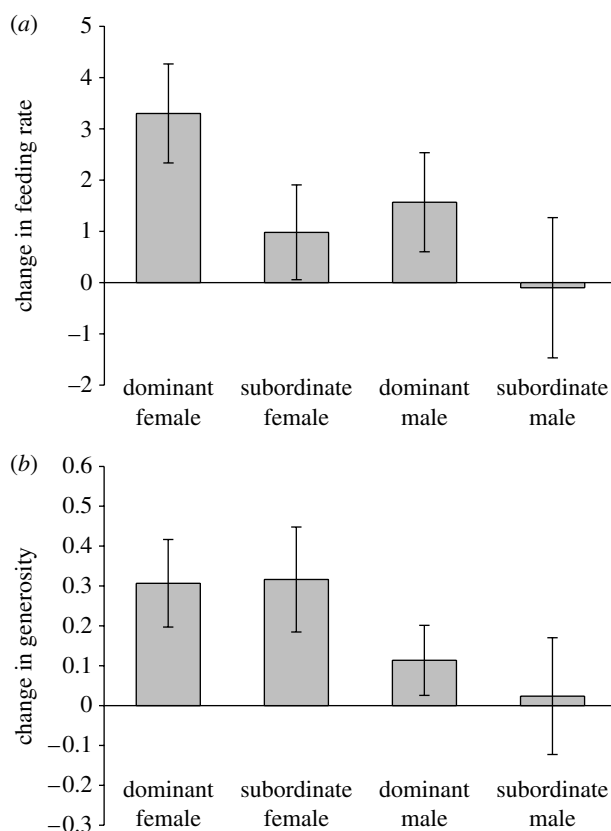 (a)
5
4
3
2
1
0
–1
–2
change in feeding rate
dominant female
subordinate female
dominant male
subordinate male
(b)
0.6
0.5
0.4
0.3
0.2
0.1
0
–0.1
–0.2
–0.3
change in generosity
dominant female
subordinate female
dominant male
subordinate male